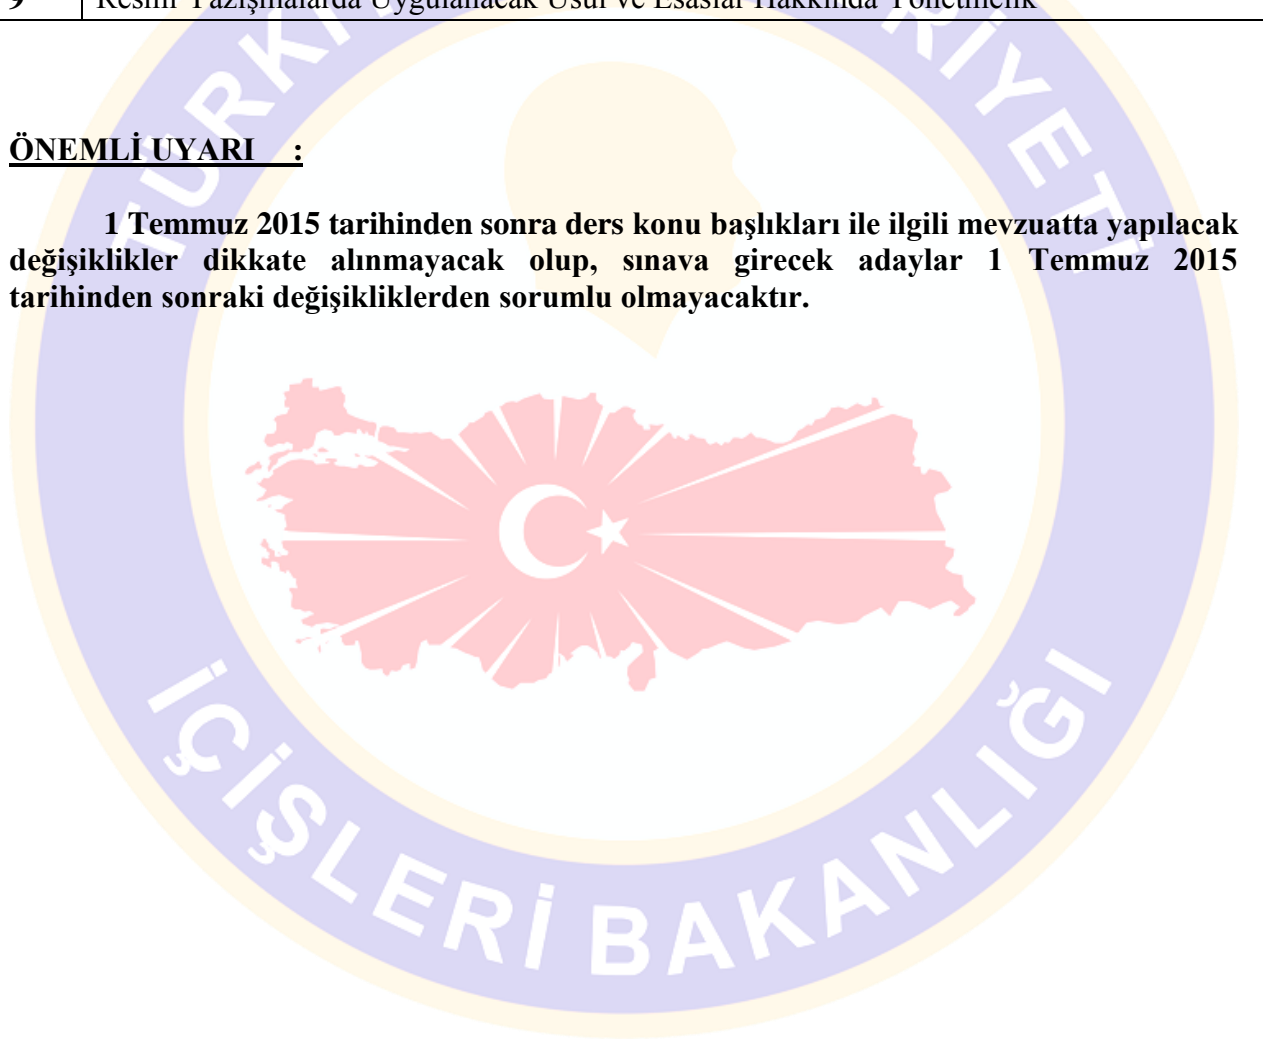 9 Resmi Yazışmalarda Uygulanacak Usul ve Esaslar Hakkında Yönetmelik
ÖNEMLİ UYARI :
1 Temmuz 2015 tarihinden sonra ders konu başlıkları ile ilgili mevzuatta yapılacak
değişiklikler dikkate alınmayacak olup, sınava girecek adaylar 1 Temmuz 2015
tarihinden sonraki değişikliklerden sorumlu olmayacaktır.
İÇİŞLERİ BAKANLIĞI